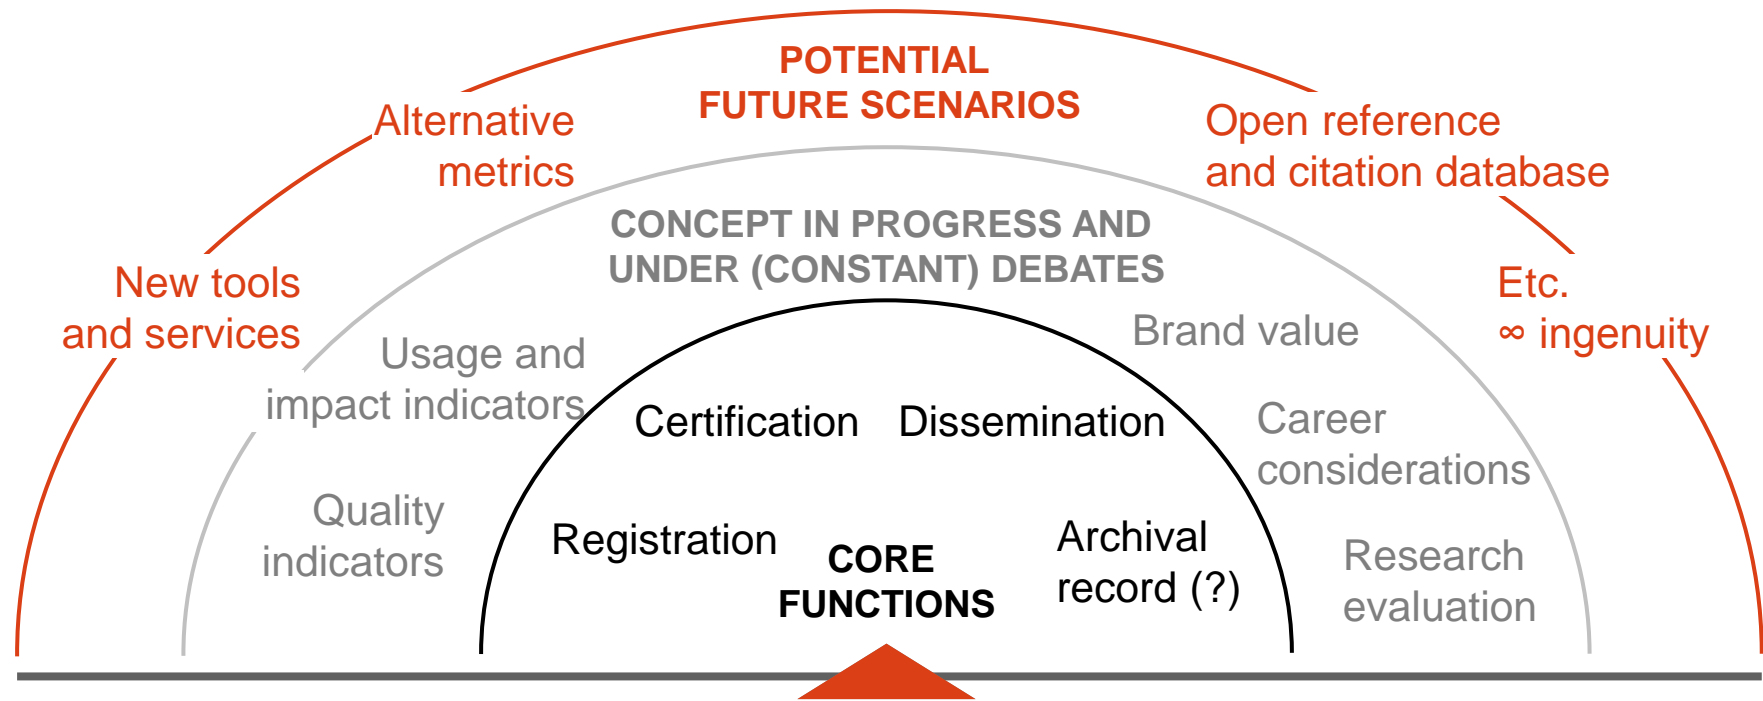 POTENTIAL
FUTURE SCENARIOS
Alternative
metrics
Open reference
and citation database
New tools
and services
Etc.
∞ ingenuity
CONCEPT IN PROGRESS AND
UNDER (CONSTANT) DEBATES
Usage and
impact indicators
Brand value
Quality
indicators
Career
considerations
Research
evaluation
Certification
Dissemination
Registration
Archival
record (?)
CORE
FUNCTIONS